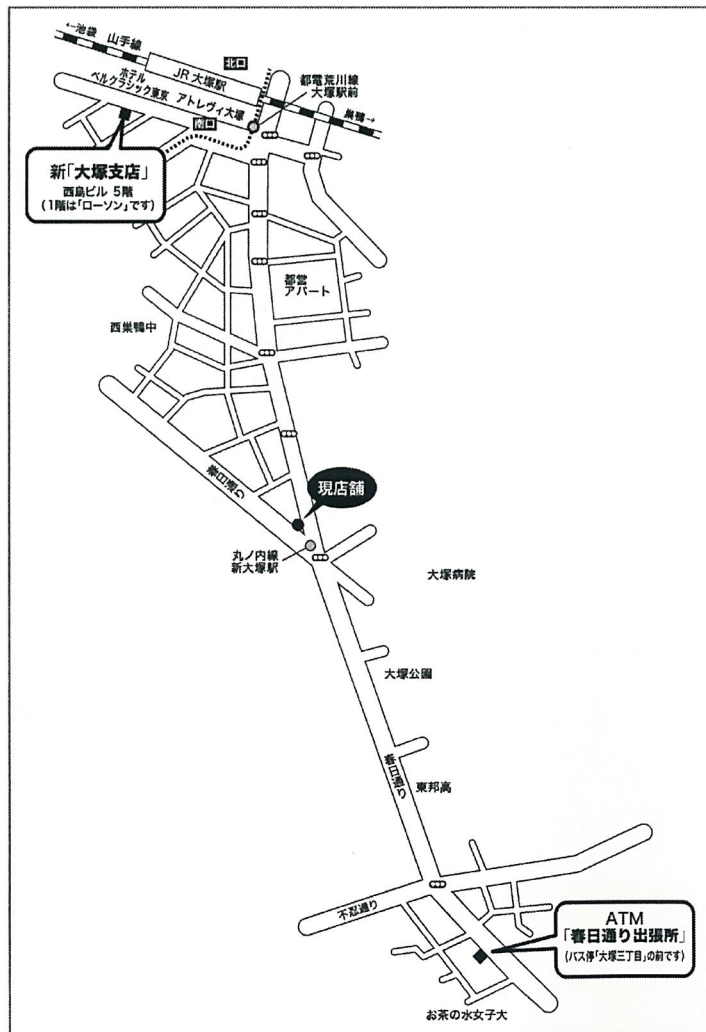 ←池袋 山手線
JR 大塚駅
北口
ホテル
ベルクラシック東京
アトレヴィ大塚
南口
都電荒川線
大塚駅前
巣鴨→
新「大塚支店」
西島ビル 5階
(1階は「ローソン」です)
都営
アパート
西巣鴨中
春日通り
現店舗
丸ノ内線
新大塚駅
大塚病院
大塚公園
春日通り
東邦高
不忍通り
ATM
「春日通り出張所」
(バス停「大塚三丁目」の前です)
お茶の水女子大